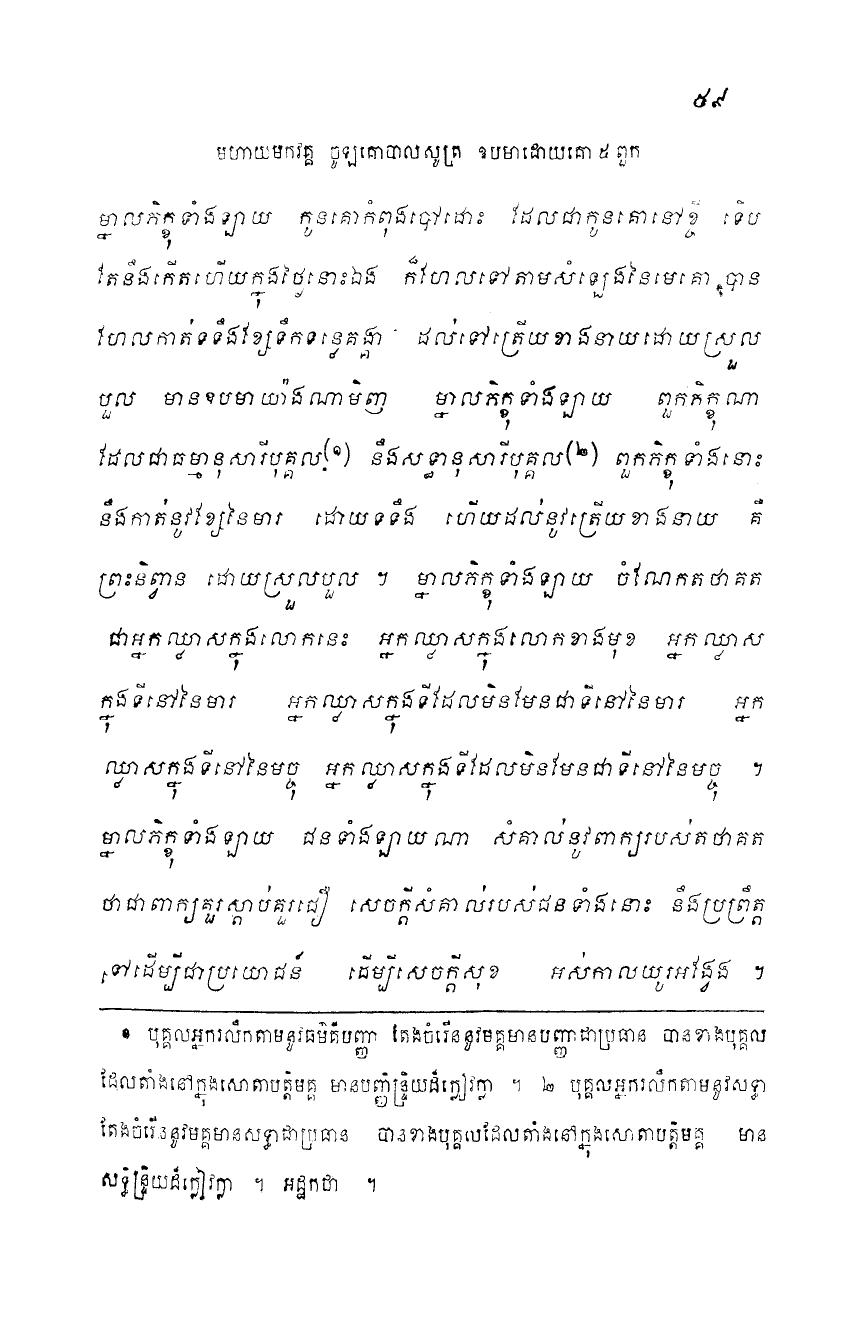 ៥៩
មហាយមកវគ្គ ចូឡគោបាលសូត្រ ឧបមាដោយគោ ៥ ពួក
ម្នាលភិក្ខុទាំងឡាយ កូនគោកំពុងបៅដោះ ដែលជាកូនគោនៅខ្ចី ទើប
តែនឹងកើតហើយក្នុងថ្ងៃនោះឯង ក៏ហែលទៅតាមសំឡេងនៃមេគោ បាន
ហែលកាត់ទទឹងខ្សែទឹកទន្លេគង្គា ដល់ទៅត្រើយខាងនាយដោយស្រួល
បួល មានឧបមាយ៉ាងណាមិញ ម្នាលភិក្ខុទាំងឡាយ ពួកភិក្ខុណា
ដែលជាធម្មានុសារីបុគ្គល(១) នឹងសទ្ធានុសារីបុគ្គល(២) ពួកភិក្ខុទាំងនោះ
នឹងកាត់នូវខ្សែនៃមារ ដោយទទឹង ហើយដល់នូវត្រើយខាងនាយ គឺ
ព្រះនិព្វាន ដោយស្រួលបួល ។ ម្នាលភិក្ខុទាំងឡាយ ចំណែកតថាគត
ជាអ្នកឈ្លាសក្នុងលោកនេះ អ្នកឈ្លាសក្នុងលោកខាងមុខ អ្នកឈ្លាស
ក្នុងទីនៅនៃមារ អ្នកឈ្លាសក្នុងទីដែលមិនមែនជាទីនៅនៃមារ អ្នក
ឈ្លាសក្នុងទីនៅនៃមច្ចុ អ្នកឈ្លាសក្នុងទីដែលមិនមែនជាទីនៅនៃមច្ចុ ។
ម្នាលភិក្ខុទាំងឡាយ ជនទាំងឡាយណា សំគាល់នូវពាក្យរបស់តថាគត
ថាជាពាក្យគួរស្តាប់គួរជឿ សេចក្តីសំគាល់របស់ជនទាំងនោះ នឹងប្រព្រឹត្ត
ទៅដើម្បីជាប្រយោជន៍ ដើម្បីសេចក្តីសុខ អស់កាលយូរអង្វែង ។
១ បុគ្គលអ្នករលឹកតាមនូវធម៌គឺបញ្ញា តែងចំរើននូវមគ្គមានបញ្ញាជាប្រធាន បានខាងបុគ្គល
ដែលតាំងនៅក្នុងសោតាបត្តិមគ្គ មានបញ្ញិន្ទ្រិយដ៏ក្លៀវក្លា ។ ២ បុគ្គលអ្នករលឹកតាមនូវសទ្ធា
តែងចំរើននូវមគ្គមានសទ្ធាជាប្រធាន បានខាងបុគ្គលដែលតាំងនៅក្នុងសោតាបត្តិមគ្គ មាន
សទ្ធិន្ទ្រិយដ៏ក្លៀវក្លា ។ អដ្ឋកថា ។